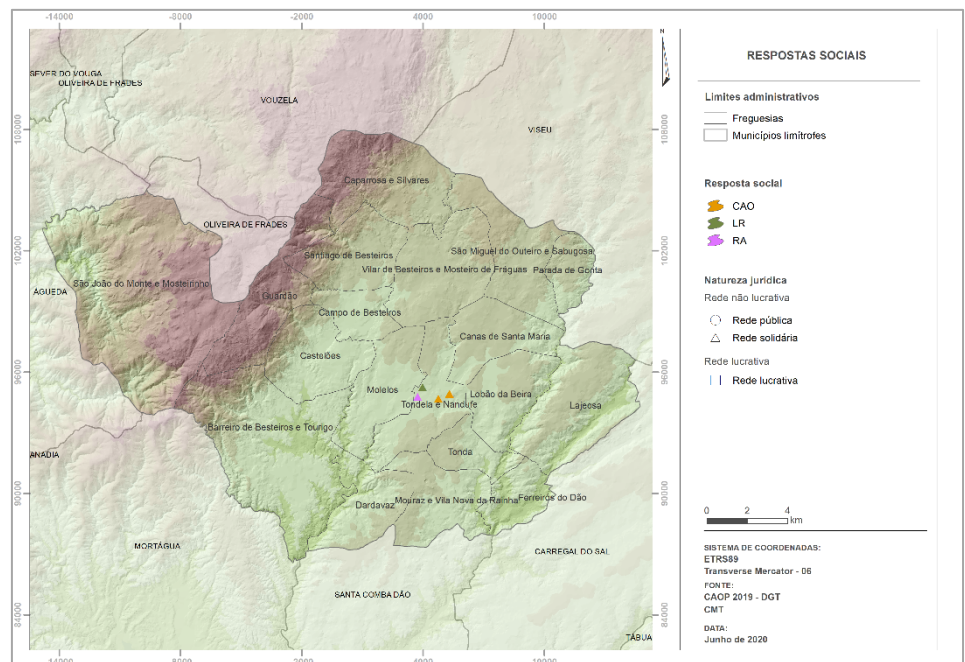 -14000 -8000 -2000 4000 10000
N
RESPOSTAS SOCIAIS
SEVER DO VOUGA
OLIVEIRA DE FRADES
VOUZELA
VISEU
108000
108000
Caparrosa e Silvares
OLIVEIRA DE FRADES
102000
102000
Santiago de Besteiros
São Miguel do Outeiro e Sabugosa
Vilar de Besteiros e Mosteiro de Fráguas
Parada de Gonta
São João do Monte e Mosteirinho
ÁGUEDA
Guardão
Campo de Besteiros
Canas de Santa Maria
Castelões
96000
96000
Molelos
Lobão da Beira
Tondela e Nandufe
Lajeosa
Barreiro de Besteiros e Tourigo
Tonda
ANADIA
90000
90000
Dardavaz
Mouraz e Vila Nova da Rainha
Ferreirós do Dão
MORTÁGUA
CARREGAL DO SAL
SANTA COMBA DÃO
84000
84000
TÁBUA
-14000 -8000 -2000 4000 10000
Limites administrativos
Freguesias
Municípios limítrofes
Resposta social
CAO
LR
RA
Natureza jurídica
Rede não lucrativa
Rede pública
Rede solidária
Rede lucrativa
Rede lucrativa
0 2 4
km
SISTEMA DE COORDENADAS:
ETRS89
Transverse Mercator - 06
FONTE:
CAOP 2019 - DGT
CMT
DATA:
Junho de 2020